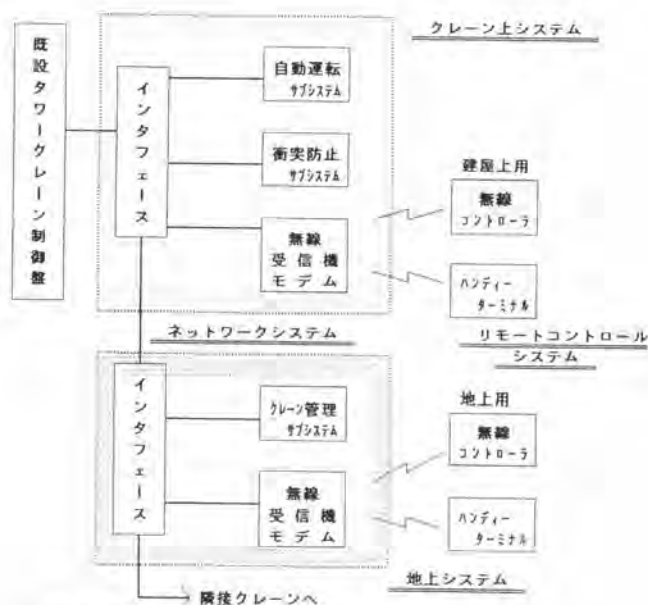 クレーン上システム
既設タワークレーン制御盤
インタフェース
自動運転
サブシステム
衝突防止
サブシステム
無線
受信機
モデム
建屋上用
無線
コントローラ
ハンディー
ターミナル
ネットワークシステム
リモートコントロール
システム
インタフェース
クレーン管理
サブシステム
無線
受信機
モデム
地上用
無線
コントローラ
ハンディー
ターミナル
地上システム
隣接クレーンへ